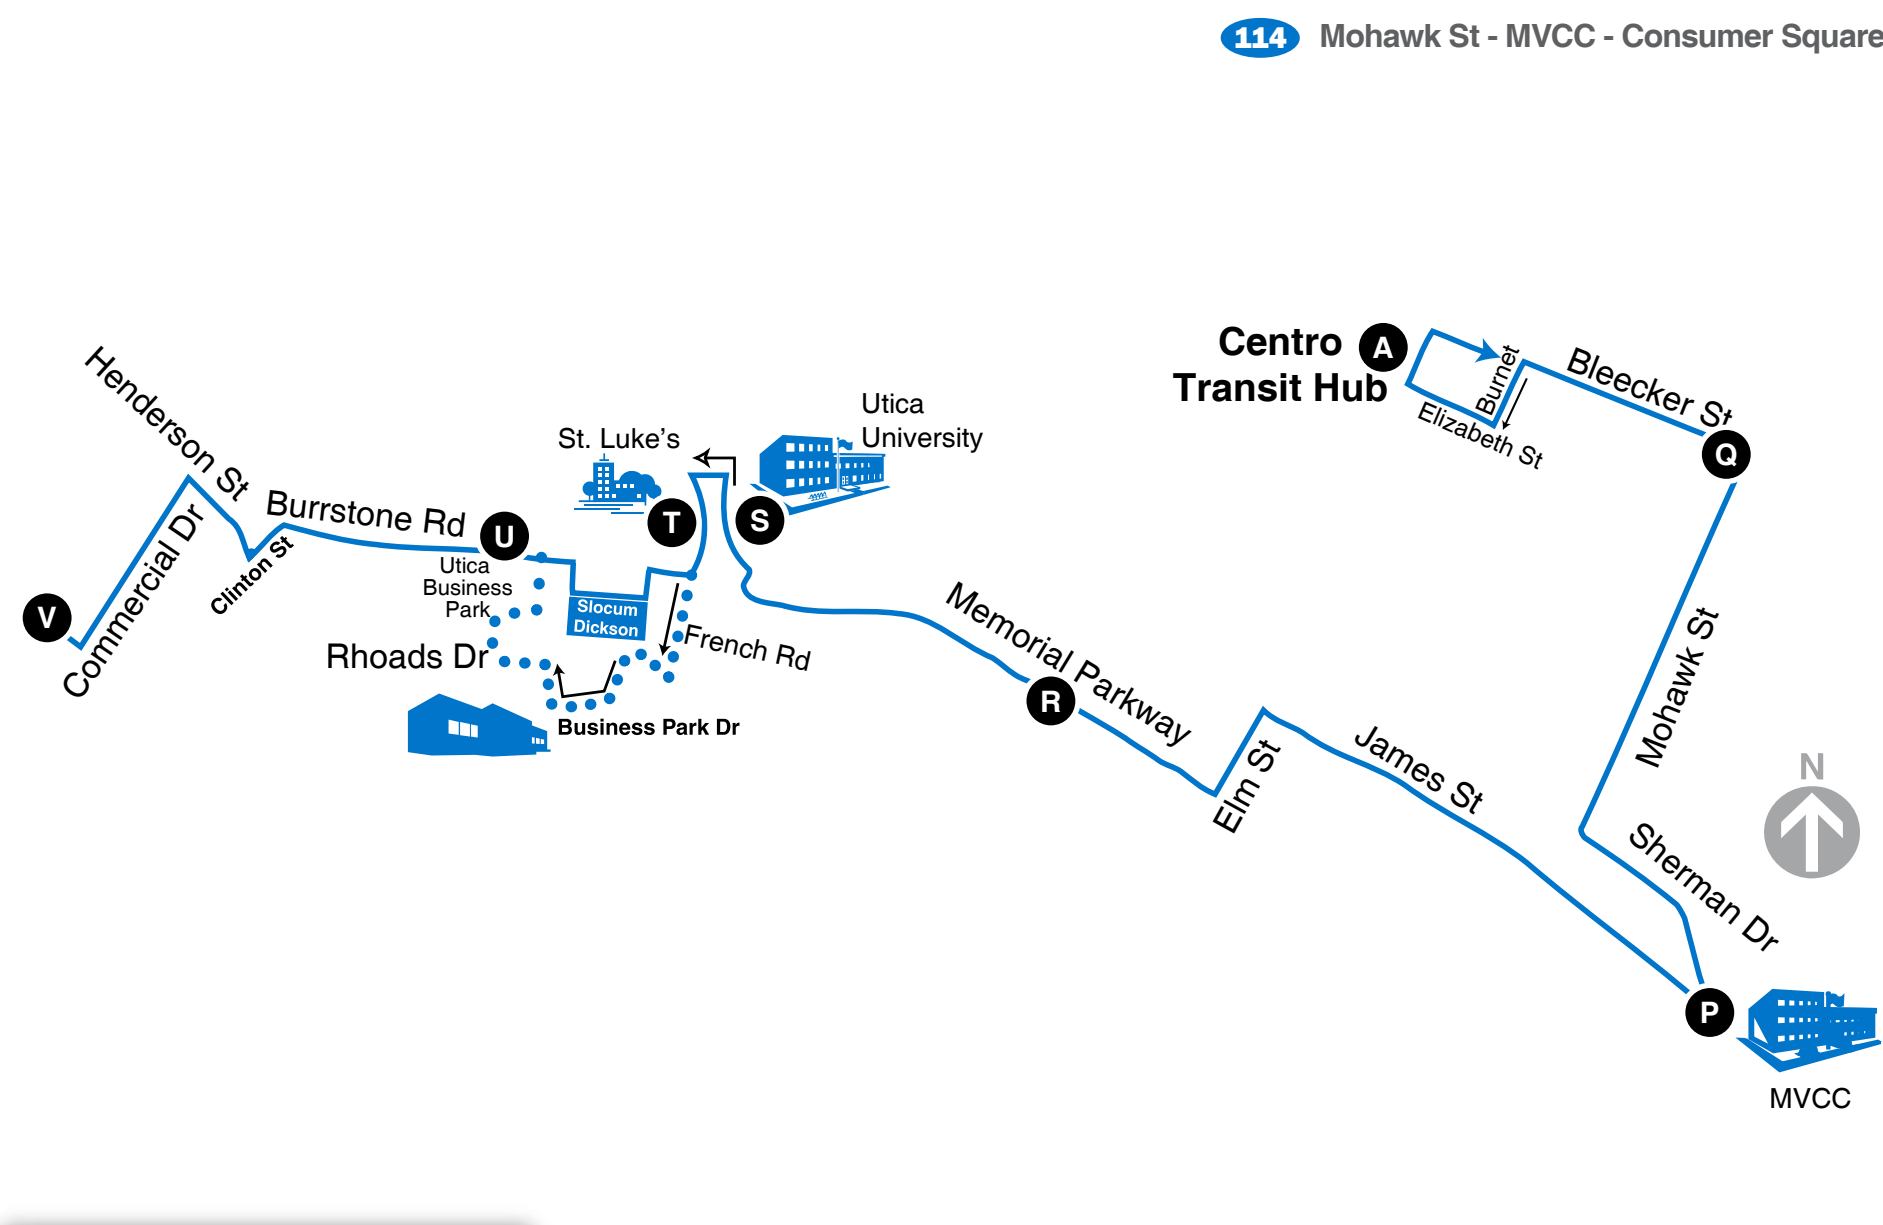 114 Mohawk St - MVCC - Consumer Square
Centro
Transit Hub
A
Burnet
Elizabeth St
Bleecker St
Q
Mohawk St
N
Sherman Dr
P
MVCC
James St
Elm St
Memorial Parkway
R
Utica
University
S
St. Luke's
T
French Rd
Slocum
Dickson
Business Park Dr
Rhoads Dr
Utica
Business
Park
U
Burrstone Rd
Clinton St
Henderson St
Commercial Dr
V